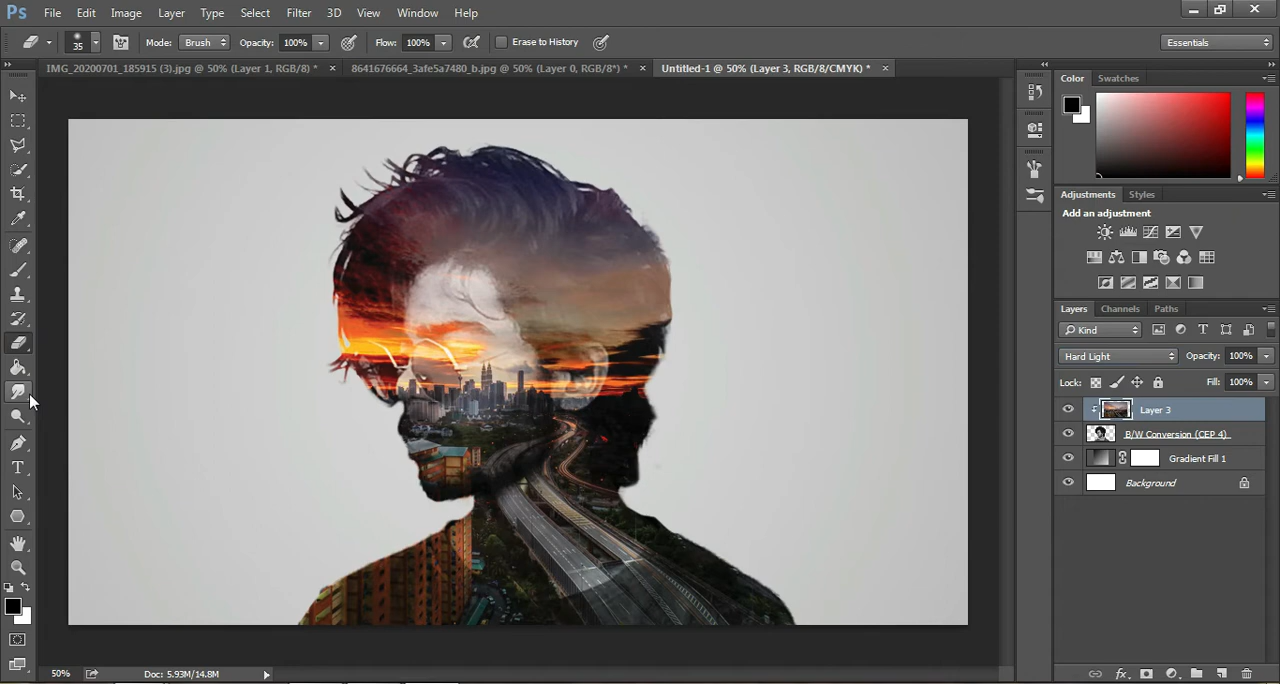 Ps File Edit Image Layer Type Select Filter 3D View Window Help
35 Mode: Brush Opacity: 100% Flow: 100% Erase to History Essentials
IMG_20200701_185915 (3).jpg @ 50% (Layer 1, RGB/8) * × 8641676664_3afe5a7480_b.jpg @ 50% (Layer 0, RGB/8*) * × Untitled-1 @ 50% (Layer 3, RGB/8/CMYK) * ×
Color Swatches
Adjustments Styles
Add an adjustment
Layers Channels Paths
Kind
Hard Light Opacity: 100%
Lock: Fill: 100%
Layer 3
B/W Conversion (CEP 4)
Gradient Fill 1
Background
50% Doc: 5.93M/14.8M